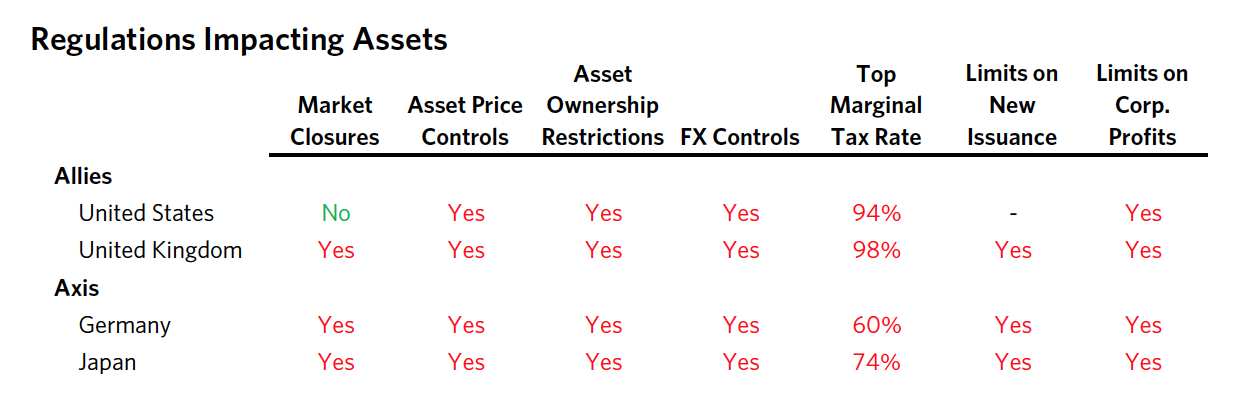 Regulations Impacting Assets
Asset Top Limits on Limits on
Market Asset Price Ownership Marginal New Corp.
Closures Controls Restrictions FX Controls Tax Rate Issuance Profits
Allies
United States No Yes Yes Yes 94% - Yes
United Kingdom Yes Yes Yes Yes 98% Yes Yes
Axis
Germany Yes Yes Yes Yes 60% Yes Yes
Japan Yes Yes Yes Yes 74% Yes Yes